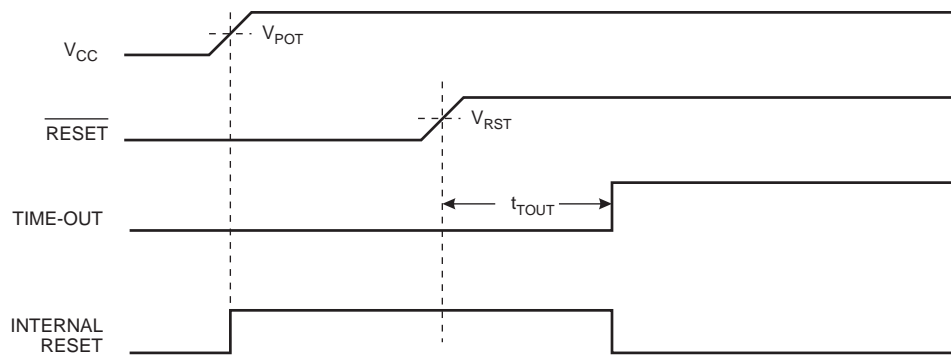 VCC
VPOT
RESET
VRST
TIME-OUT
tTOUT
INTERNAL
RESET